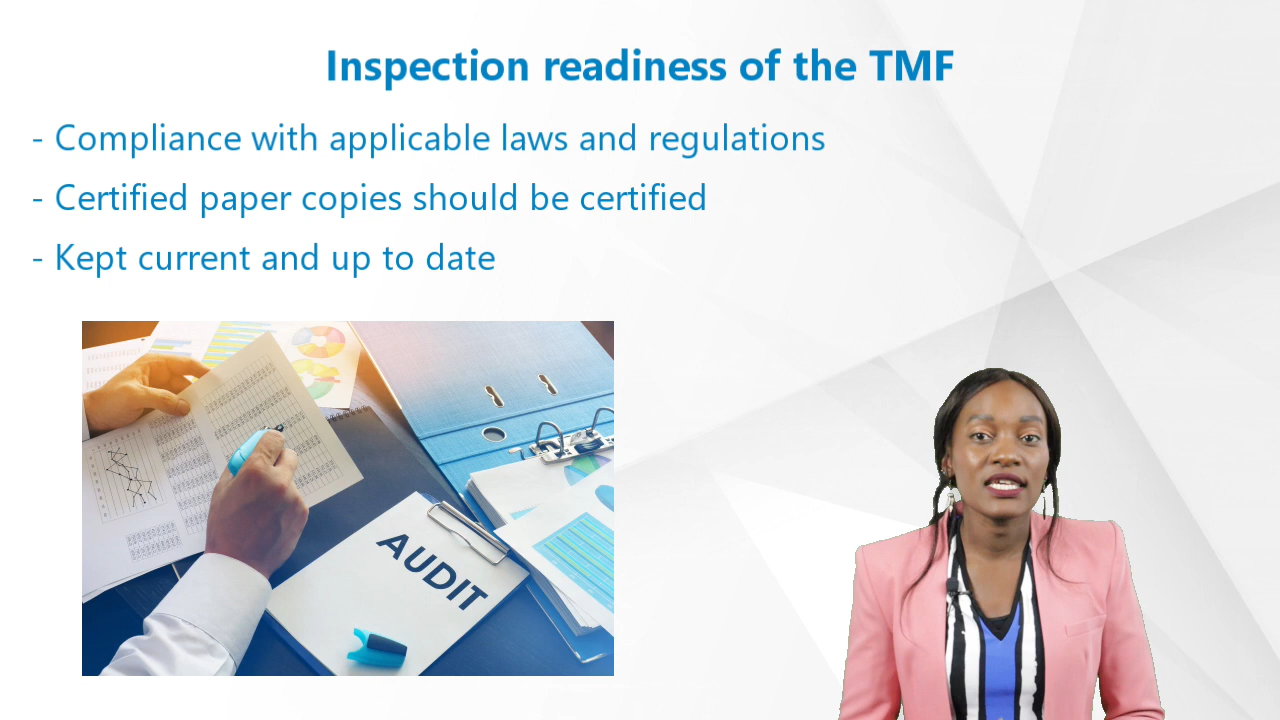 Inspection readiness of the TMF
- Compliance with applicable laws and regulations
- Certified paper copies should be certified
- Kept current and up to date
AUDIT